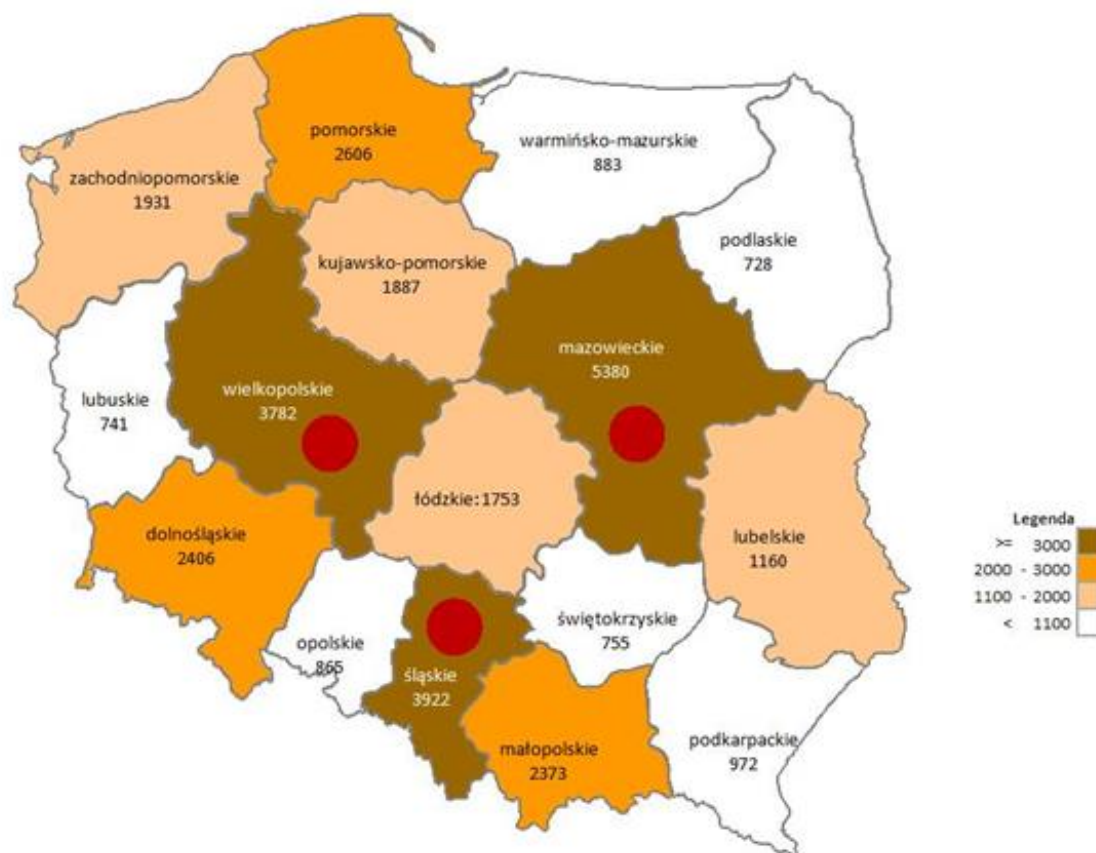 pomorskie
2606
warmińsko-mazurskie
883
zachodniopomorskie
1931
podlaskie
728
kujawsko-pomorskie
1887
mazowieckie
5380
wielkopolskie
3782
lubuskie
741
łódzkie:1753
dolnośląskie
2406
lubelskie
1160
świętokrzyskie
755
opolskie
865
śląskie
3922
małopolskie
2373
podkarpackie
972
Legenda
>= 3000
2000 - 3000
1100 - 2000
< 1100